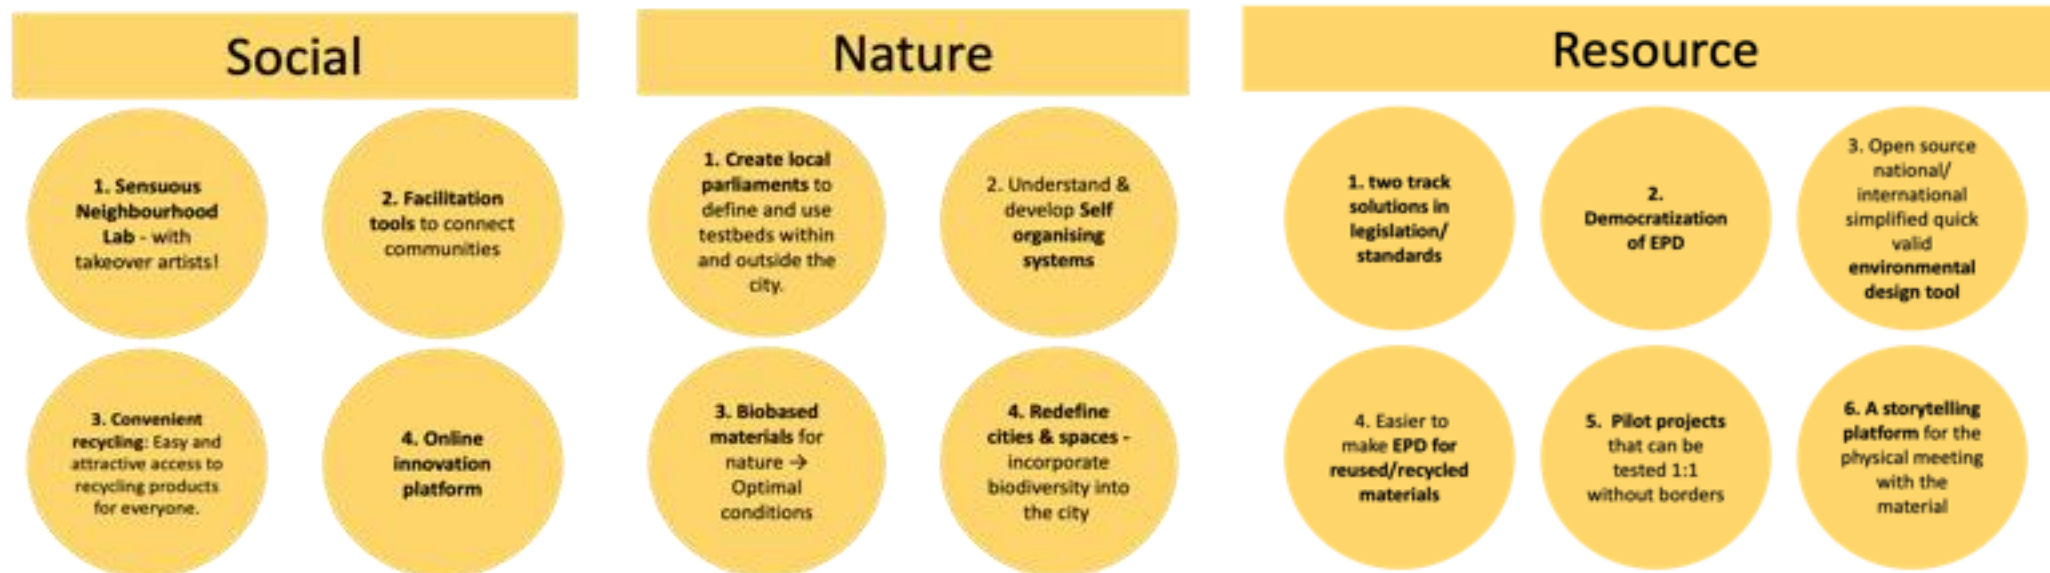 Social
1. Sensuous
Neighbourhood
Lab - with
takeover artists!
2. Facilitation
tools to connect
communities
3. Convenient
recycling: Easy and
attractive access to
recycling products
for everyone.
4. Online
innovation
platform
Nature
1. Create local
parliaments to
define and use
testbeds within
and outside the
city.
2. Understand &
develop Self
organising
systems
3. Biobased
materials for
nature →
Optimal
conditions
4. Redefine
cities & spaces -
incorporate
biodiversity into
the city
Resource
1. two track
solutions in
legislation/
standards
2.
Democratization
of EPD
3. Open source
national/
international
simplified quick
valid
environmental
design tool
4. Easier to
make EPD for
reused/recycled
materials
5. Pilot projects
that can be
tested 1:1
without borders
6. A storytelling
platform for the
physical meeting
with the
material